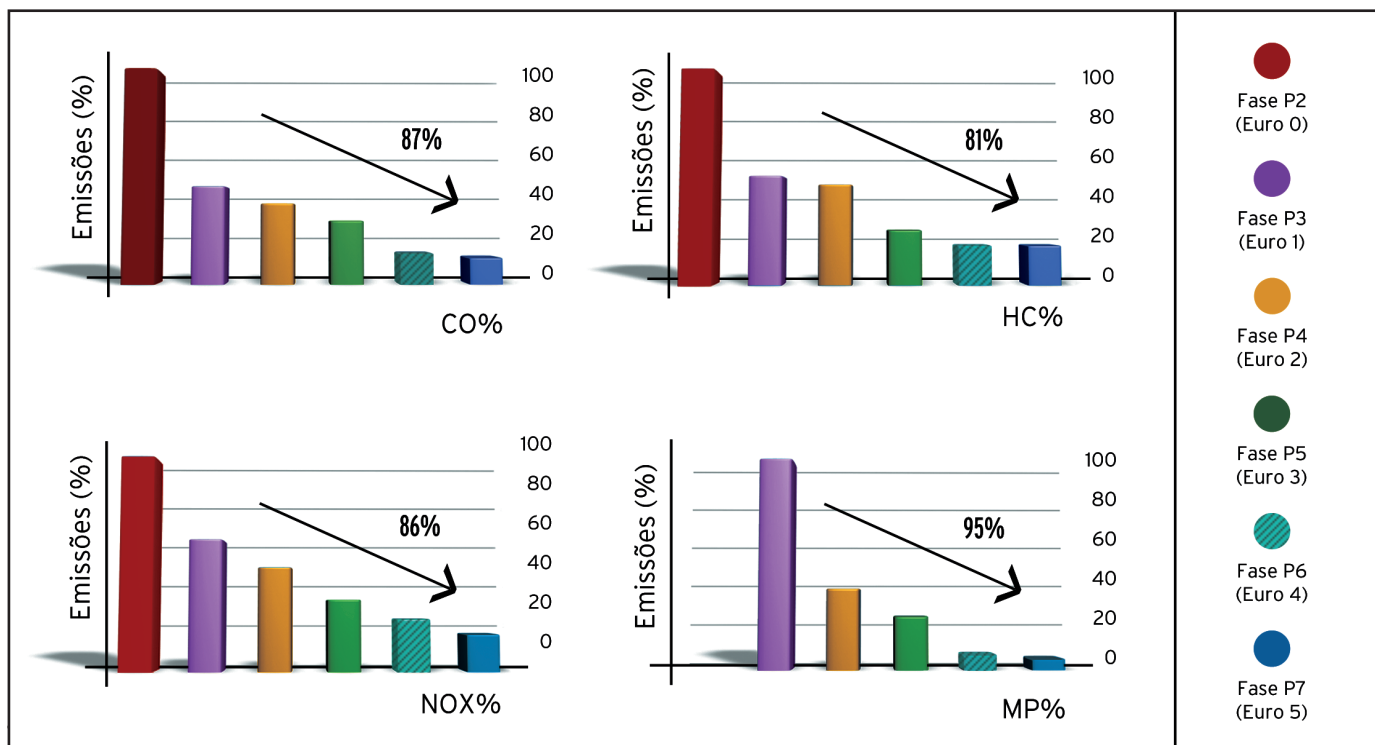 Emissões (%)
100
80
60
40
20
0
87%
CO%
Emissões (%)
100
80
60
40
20
0
81%
HC%
Emissões (%)
100
80
60
40
20
0
86%
NOX%
Emissões (%)
100
80
60
40
20
0
95%
MP%
Fase P2
(Euro 0)
Fase P3
(Euro 1)
Fase P4
(Euro 2)
Fase P5
(Euro 3)
Fase P6
(Euro 4)
Fase P7
(Euro 5)